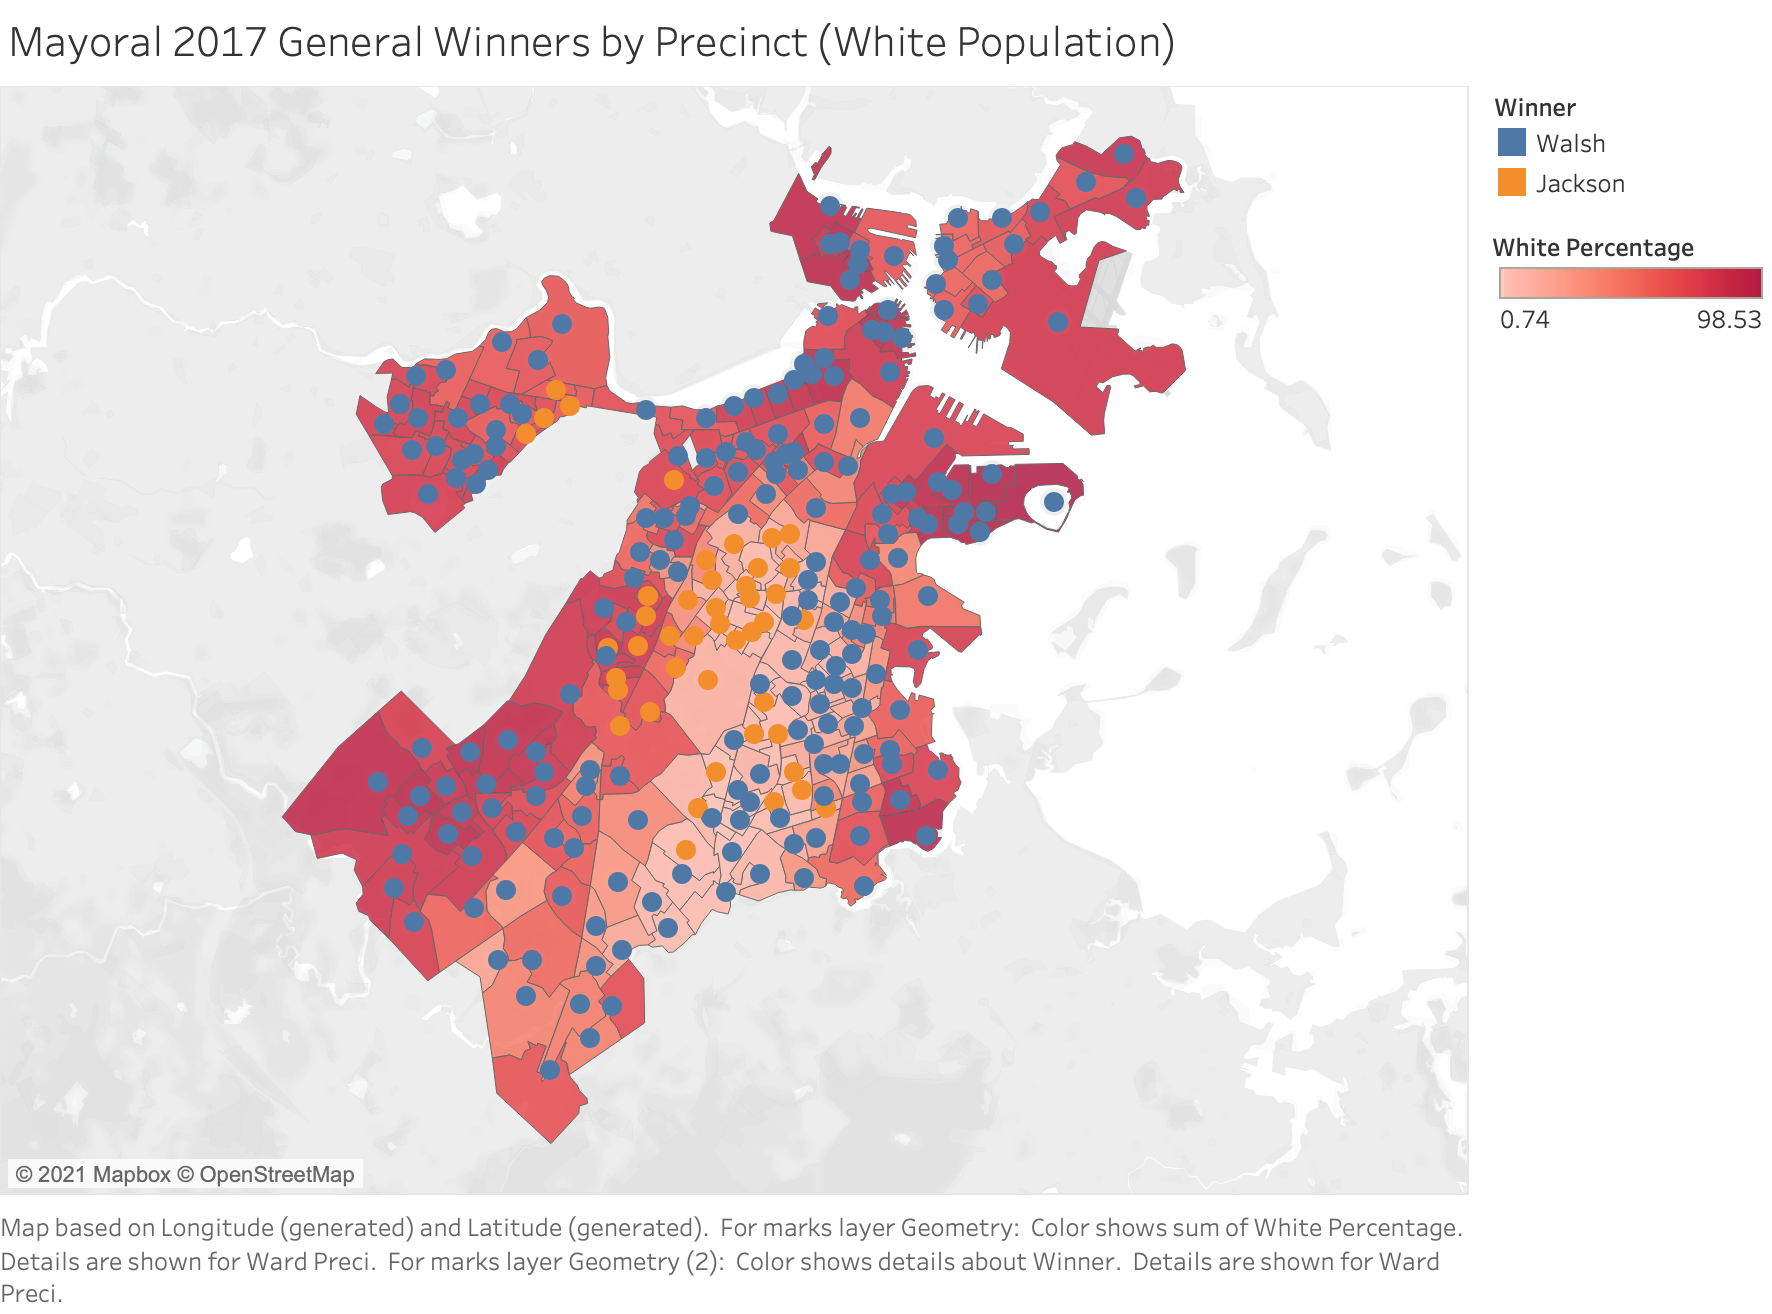 Mayoral 2017 General Winners by Precinct (White Population)
Winner
Walsh
Jackson
White Percentage
0.74 98.53
© 2021 Mapbox © OpenStreetMap
Map based on Longitude (generated) and Latitude (generated).  For marks layer Geometry:  Color shows sum of White Percentage.
Details are shown for Ward Preci.  For marks layer Geometry (2):  Color shows details about Winner.  Details are shown for Ward
Preci.